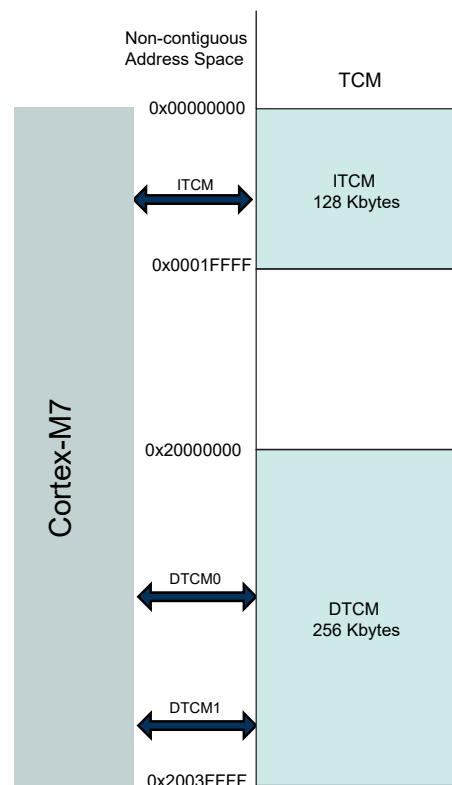 Non-contiguous
Address Space
TCM
0x00000000
ITCM
ITCM
128 Kbytes
0x0001FFFF
Cortex-M7
0x20000000
DTCM0
DTCM
256 Kbytes
DTCM1
0x2003FFFF